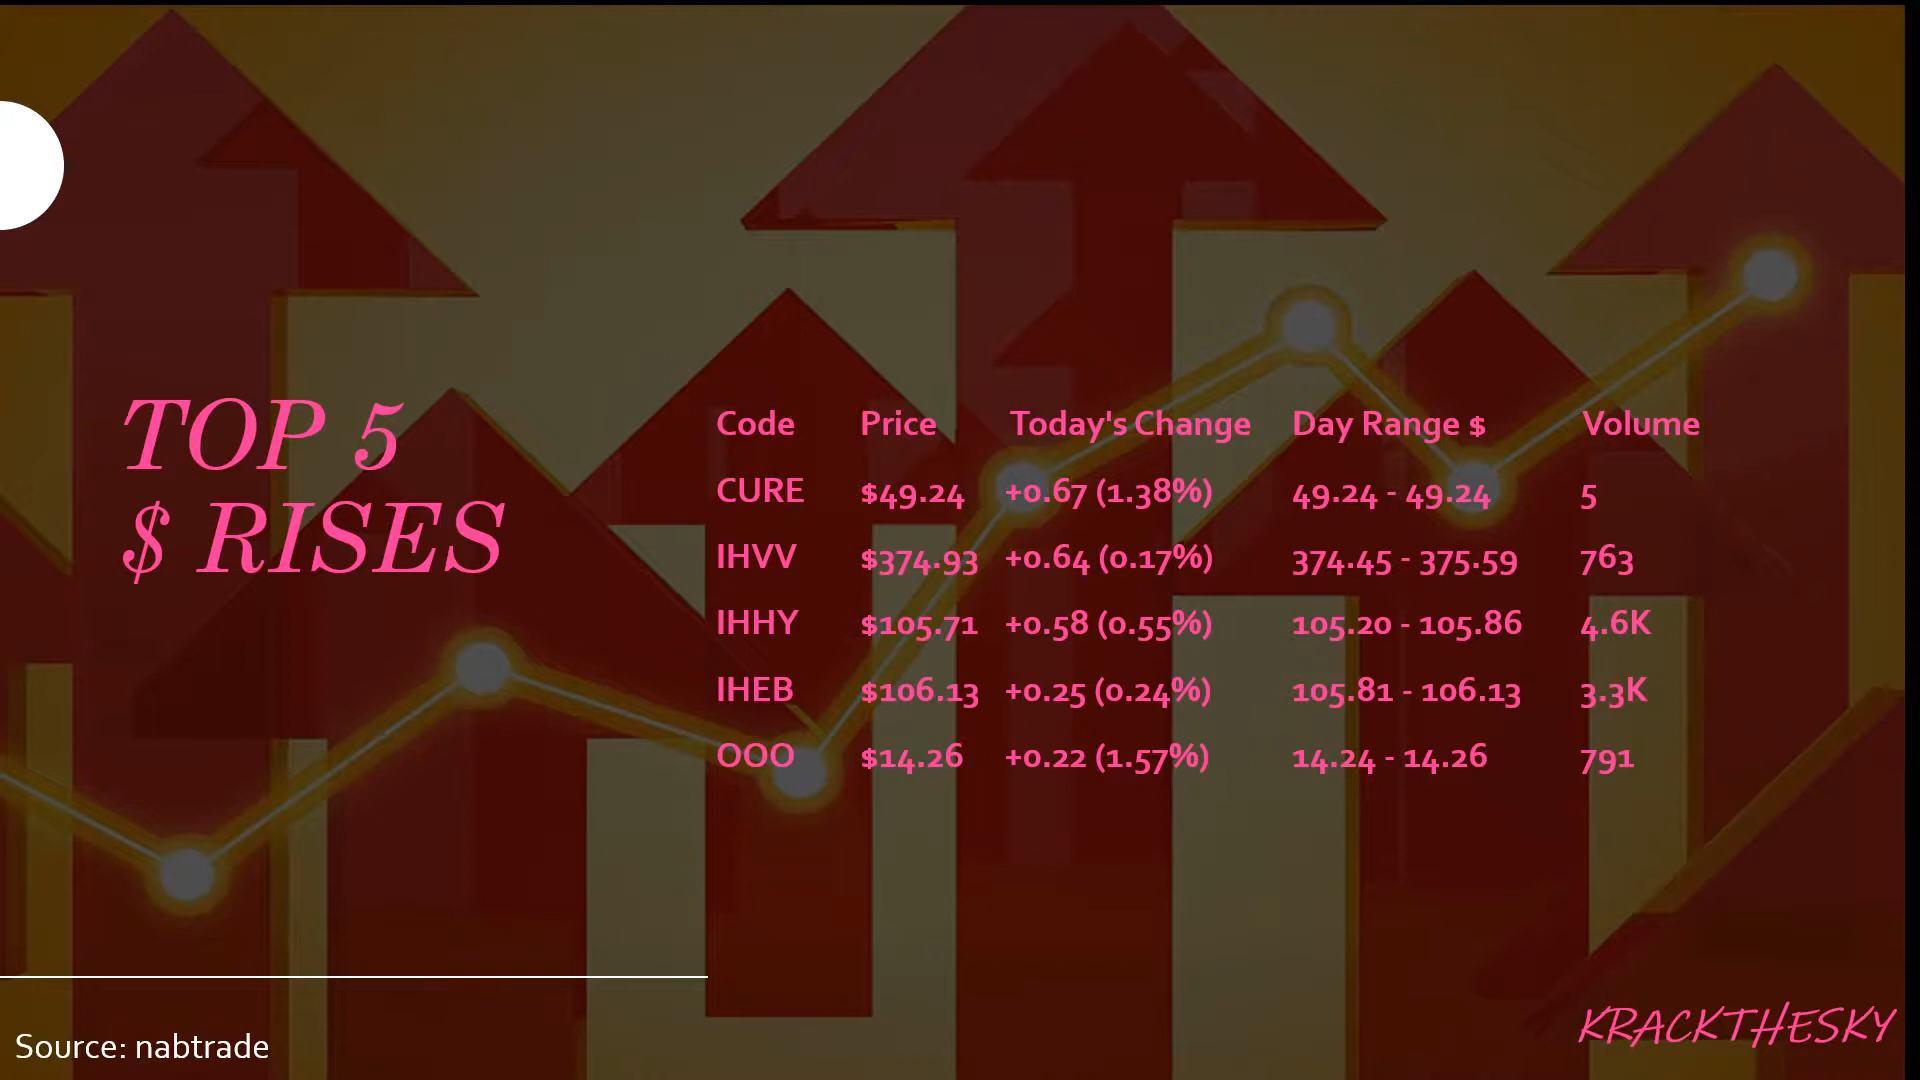 TOP 5
$ RISES
Code Price Today's Change Day Range $ Volume
CURE $49.24 +0.67 (1.38%) 49.24 - 49.24 5
IHVV $374.93 +0.64 (0.17%) 374.45 - 375.59 763
IHHY $105.71 +0.58 (0.55%) 105.20 - 105.86 4.6K
IHEB $106.13 +0.25 (0.24%) 105.81 - 106.13 3.3K
OOO $14.26 +0.22 (1.57%) 14.24 - 14.26 791
Source: nabtrade
KRACKTHESKY